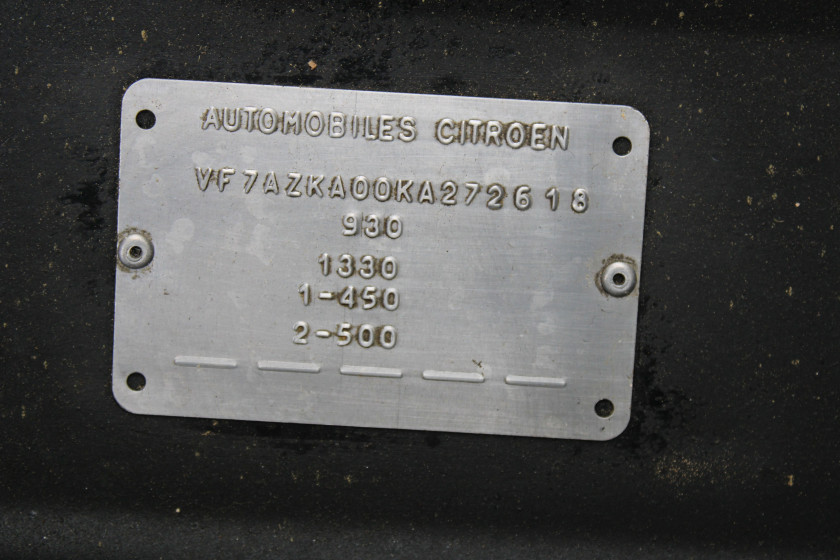 AUTOMOBILES CITROEN
VF7AZKA00KA272618
930
1330
1-450
2-500